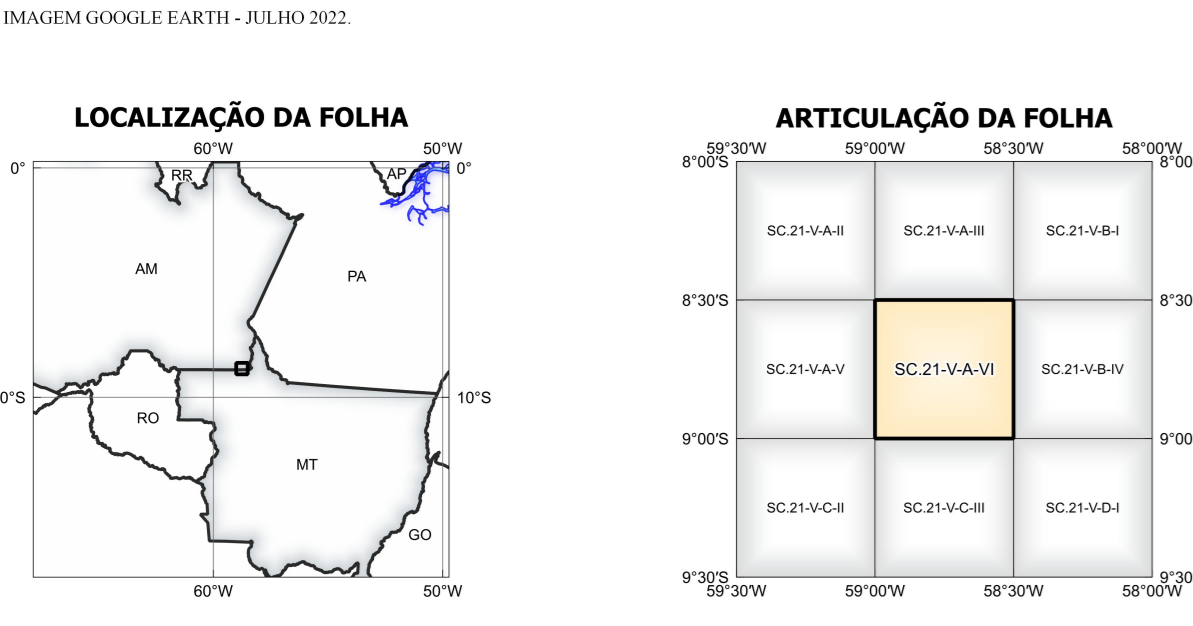 IMAGEM GOOGLE EARTH - JULHO 2022.
LOCALIZAÇÃO DA FOLHA
60°W 50°W
0° 0°
RR AP
AM PA
0°S 10°S
RO
MT
GO
60°W 50°W
ARTICULAÇÃO DA FOLHA
59°30'W 59°00'W 58°30'W 58°00'W
8°00'S 8°00
SC.21-V-A-II SC.21-V-A-III SC.21-V-B-I
8°30'S 8°30
SC.21-V-A-V SC.21-V-A-VI SC.21-V-B-IV
9°00'S 9°00
SC.21-V-C-II SC.21-V-C-III SC.21-V-D-I
9°30'S 9°30
59°30'W 59°00'W 58°30'W 58°00'W